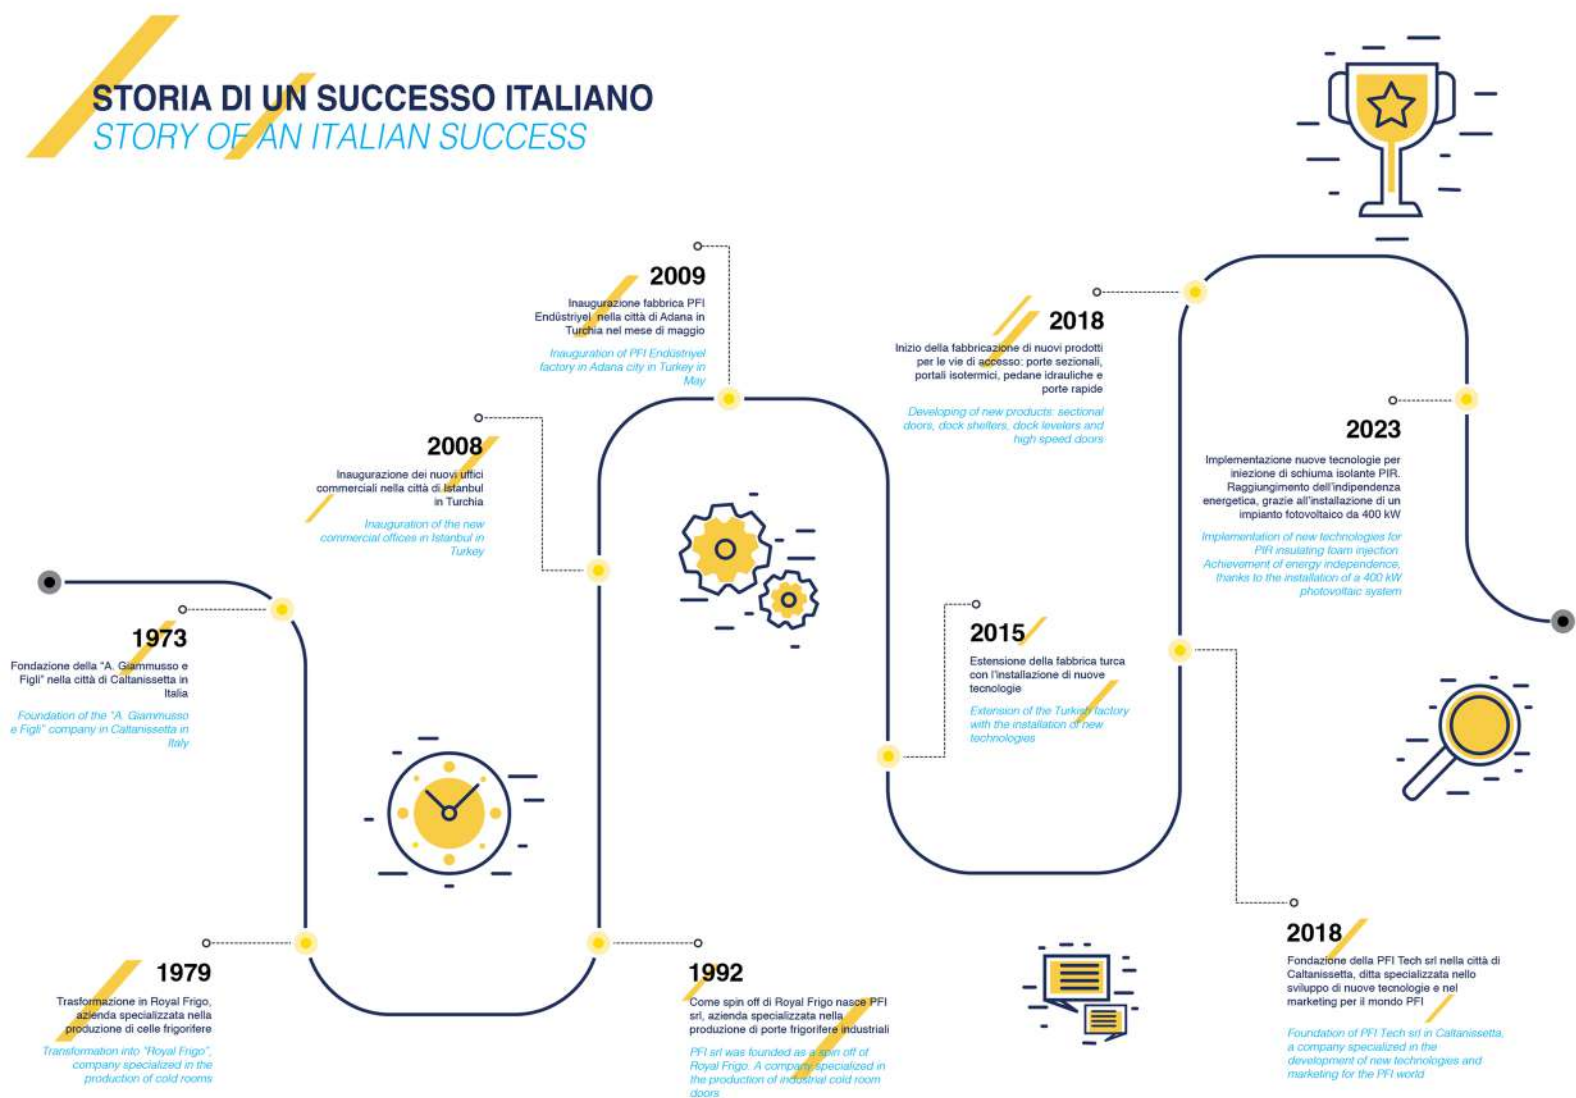 STORIA DI UN SUCCESSO ITALIANO
STORY OF AN ITALIAN SUCCESS
1973
Fondazione della "A. Giammusso e
Figli" nella città di Caltanissetta in
Italia
Foundation of the "A. Giammusso
e Figli" company in Caltanissetta in
Italy
1979
Trasformazione in Royal Frigo,
azienda specializzata nella
produzione di celle frigorifere
Transformation into "Royal Frigo",
company specialized in the
production of cold rooms
1992
Come spin off di Royal Frigo nasce PFI
srl, azienda specializzata nella
produzione di porte frigorifere industriali
PFI srl was founded as a spin off of
Royal Frigo. A company specialized in
the production of industrial cold room
doors
2008
Inaugurazione dei nuovi uffici
commerciali nella città di Istanbul
in Turchia
Inauguration of the new
commercial offices in Istanbul in
Turkey
2009
Inaugurazione fabbrica PFI
Endüstriyel nella città di Adana in
Turchia nel mese di maggio
Inauguration of PFI Endüstriyel
factory in Adana city in Turkey in
May
2015
Estensione della fabbrica turca
con l'installazione di nuove
tecnologie
Extension of the Turkish factory
with the installation of new
technologies
2018
Fondazione della PFI Tech srl nella città di
Caltanissetta, ditta specializzata nello
sviluppo di nuove tecnologie e nel
marketing per il mondo PFI
Foundation of PFI Tech srl in Caltanissetta,
a company specialized in the
development of new technologies and
marketing for the PFI world
2018
Inizio della fabbricazione di nuovi prodotti
per le vie di accesso: porte sezionali,
portali isotermici, pedane idrauliche e
porte rapide
Developing of new products: sectional
doors, dock shelters, dock levelers and
high speed doors
2023
Implementazione nuove tecnologie per
iniezione di schiuma isolante PIR.
Raggiungimento dell'indipendenza
energetica, grazie all'installazione di un
impianto fotovoltaico da 400 kW
Implementation of new technologies for
PIR insulating foam injection.
Achievement of energy independence,
thanks to the installation of a 400 kW
photovoltaic system